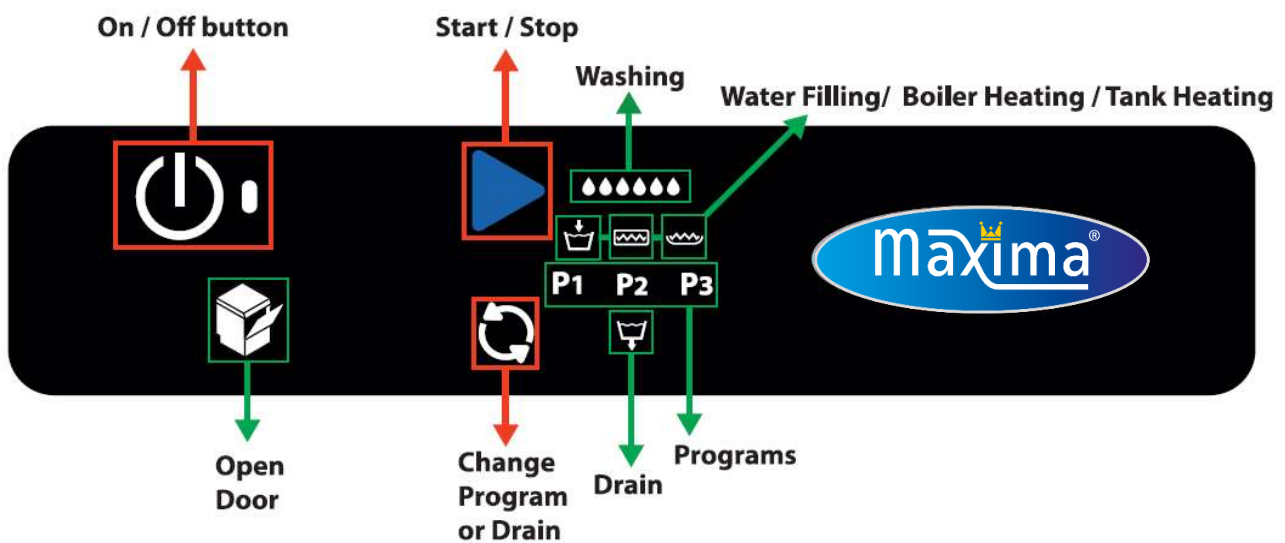 On / Off button
Start / Stop
Washing
Water Filling/ Boiler Heating / Tank Heating
maxima®
P1 P2 P3
Open
Door
Change
Program
or Drain
Drain
Programs